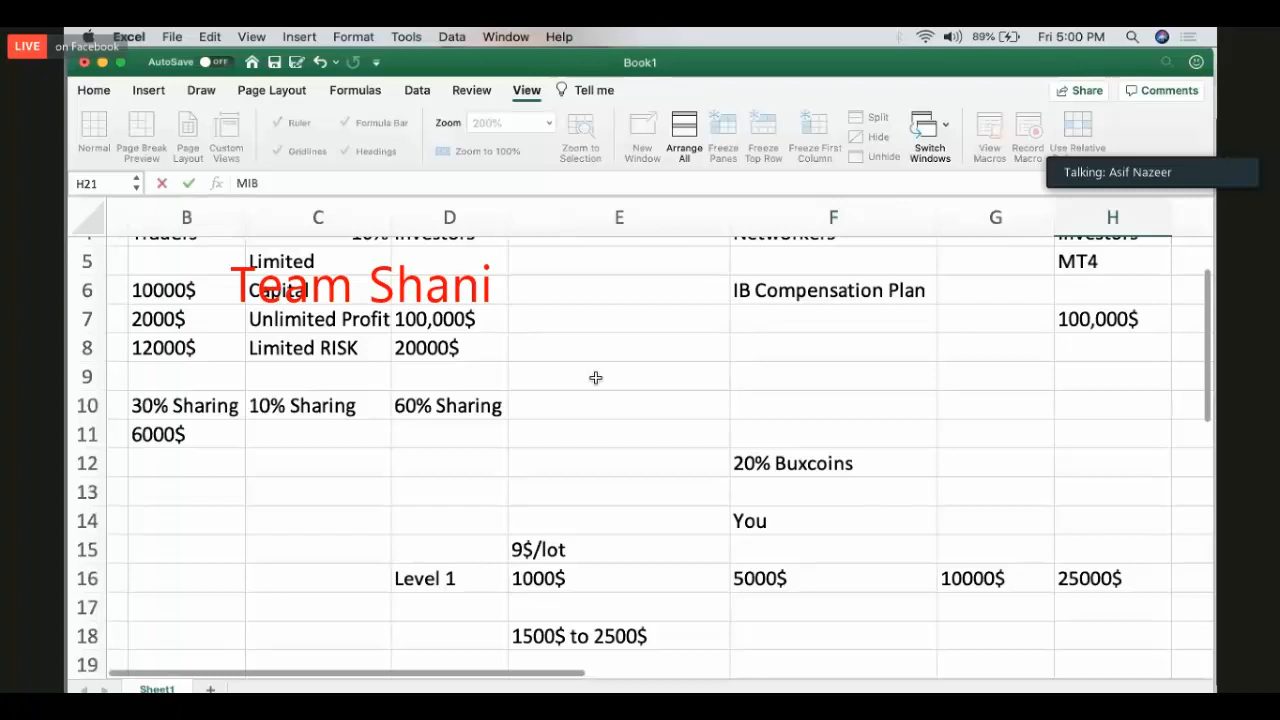 LIVE on Facebook
Excel File Edit View Insert Format Tools Data Window Help 89% Fri 5:00 PM
AutoSave OFF Book1
Home Insert Draw Page Layout Formulas Data Review View Tell me Share Comments
Normal Page Break Preview Page Layout Custom Views Ruler Formula Bar Gridlines Headings Zoom 200% Zoom to 100% Zoom to Selection New Window Arrange All Freeze Panes Freeze Top Row Freeze First Column Split Hide Unhide Switch Windows View Macros Record Macro Use Relative
Talking: Asif Nazeer
H21 fx MIB
B C D E F G H
Traders 10% Investors Networkers Investors
5 Limited MT4
Team Shani
6 10000$ Capital IB Compensation Plan
7 2000$ Unlimited Profit 100,000$ 100,000$
8 12000$ Limited RISK 20000$
9
10 30% Sharing 10% Sharing 60% Sharing
11 6000$
12 20% Buxcoins
13
14 You
15 9$/lot
16 Level 1 1000$ 5000$ 10000$ 25000$
17
18 1500$ to 2500$
19
Sheet1 +